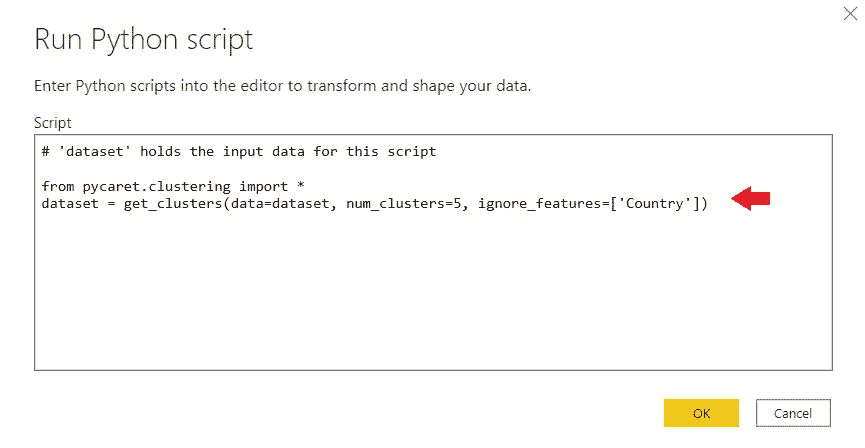 Run Python script
Enter Python scripts into the editor to transform and shape your data.
Script
# 'dataset' holds the input data for this script
from pycaret.clustering import *
dataset = get_clusters(data=dataset, num_clusters=5, ignore_features=['Country'])
OK
Cancel